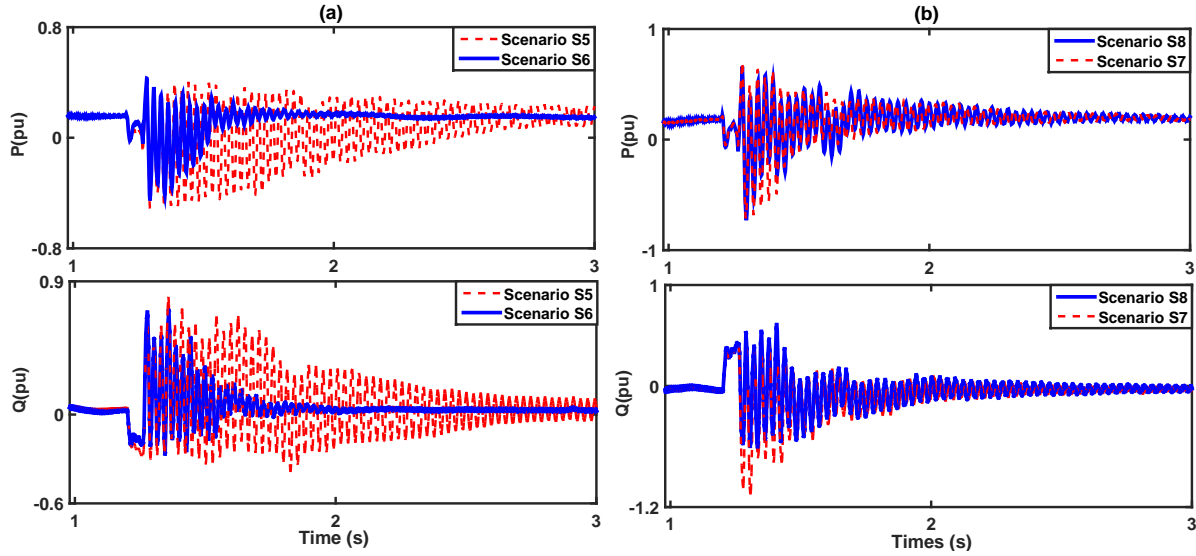 (a)
0.8
0
-0.8
P(pu)
Scenario S5
Scenario S6
1
2
3
0.9
0
-0.6
Q(pu)
Scenario S5
Scenario S6
1
2
3
Time (s)
(b)
1
0
-1
P(pu)
Scenario S8
Scenario S7
1
2
3
1
0
-1.2
Q(pu)
Scenario S8
Scenario S7
1
2
3
Times (s)